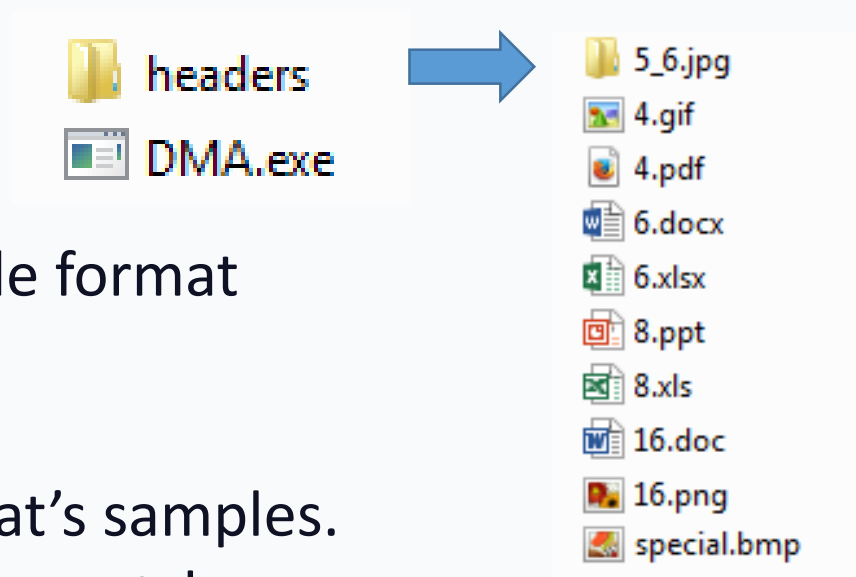 headers
DMA.exe
le format
at's samples.
5_6.jpg
4.gif
4.pdf
6.docx
6.xlsx
8.ppt
8.xls
16.doc
16.png
special.bmp